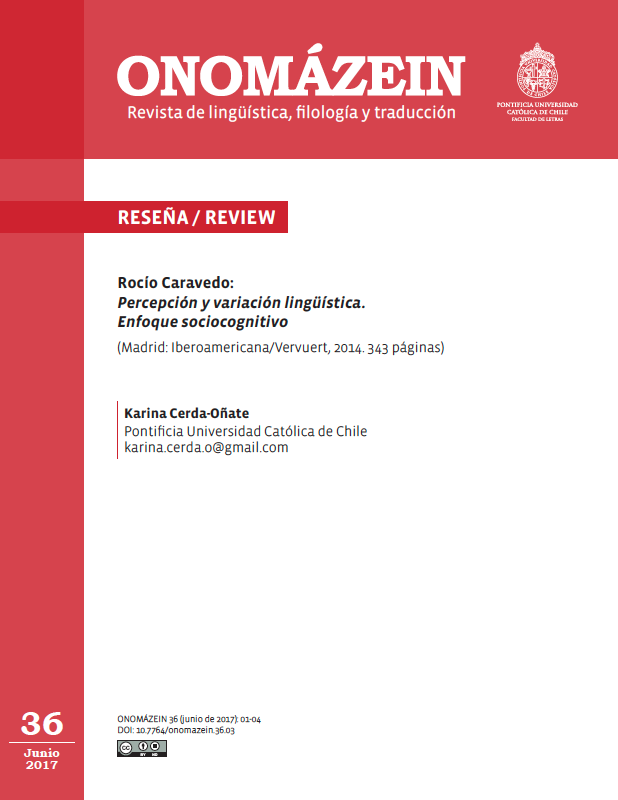 ONOMÁZEIN
Revista de lingüística, filología y traducción
PONTIFICIA UNIVERSIDAD
CATÓLICA DE CHILE
FACULTAD DE LETRAS
RESEÑA / REVIEW
Rocío Caravedo:
Percepción y variación lingüística.
Enfoque sociocognitivo
(Madrid: Iberoamericana/Vervuert, 2014. 343 páginas)
Karina Cerda-Oñate
Pontificia Universidad Católica de Chile
karina.cerda.o@gmail.com
36
Junio
2017
ONOMÁZEIN 36 (junio de 2017): 01-04
DOI: 10.7764/onomazein.36.03
cc
BY ND